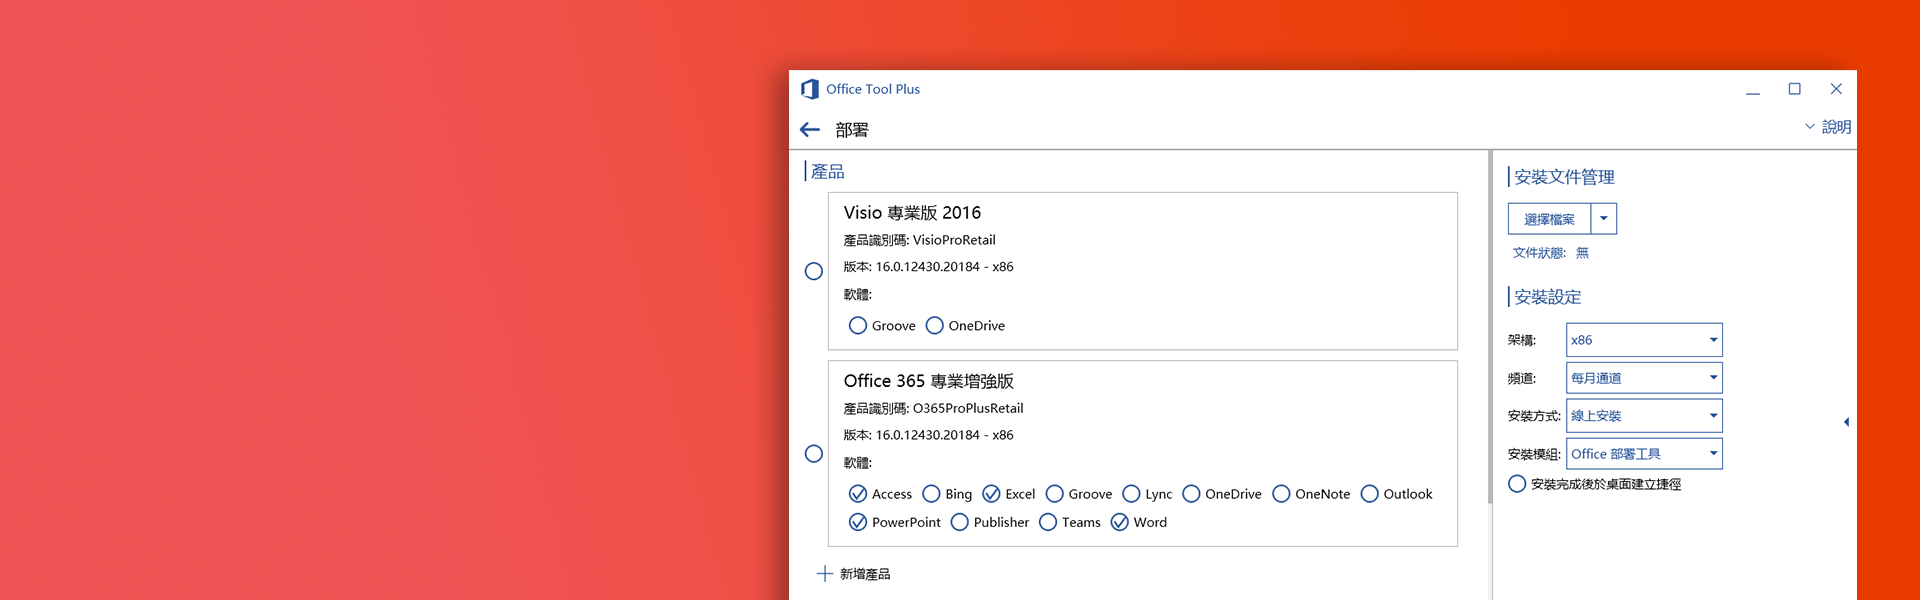 Office Tool Plus
部署
說明
產品
Visio 專業版 2016
產品識別碼: VisioProRetail
版本: 16.0.12430.20184 - x86
軟體:
Groove OneDrive
Office 365 專業增強版
產品識別碼: O365ProPlusRetail
版本: 16.0.12430.20184 - x86
軟體:
Access Bing Excel Groove Lync OneDrive OneNote Outlook
PowerPoint Publisher Teams Word
新增產品
安裝文件管理
選擇檔案
文件狀態: 無
安裝設定
架構: x86
頻道: 每月通道
安裝方式: 線上安裝
安裝模組: Office 部署工具
安裝完成後於桌面建立捷徑